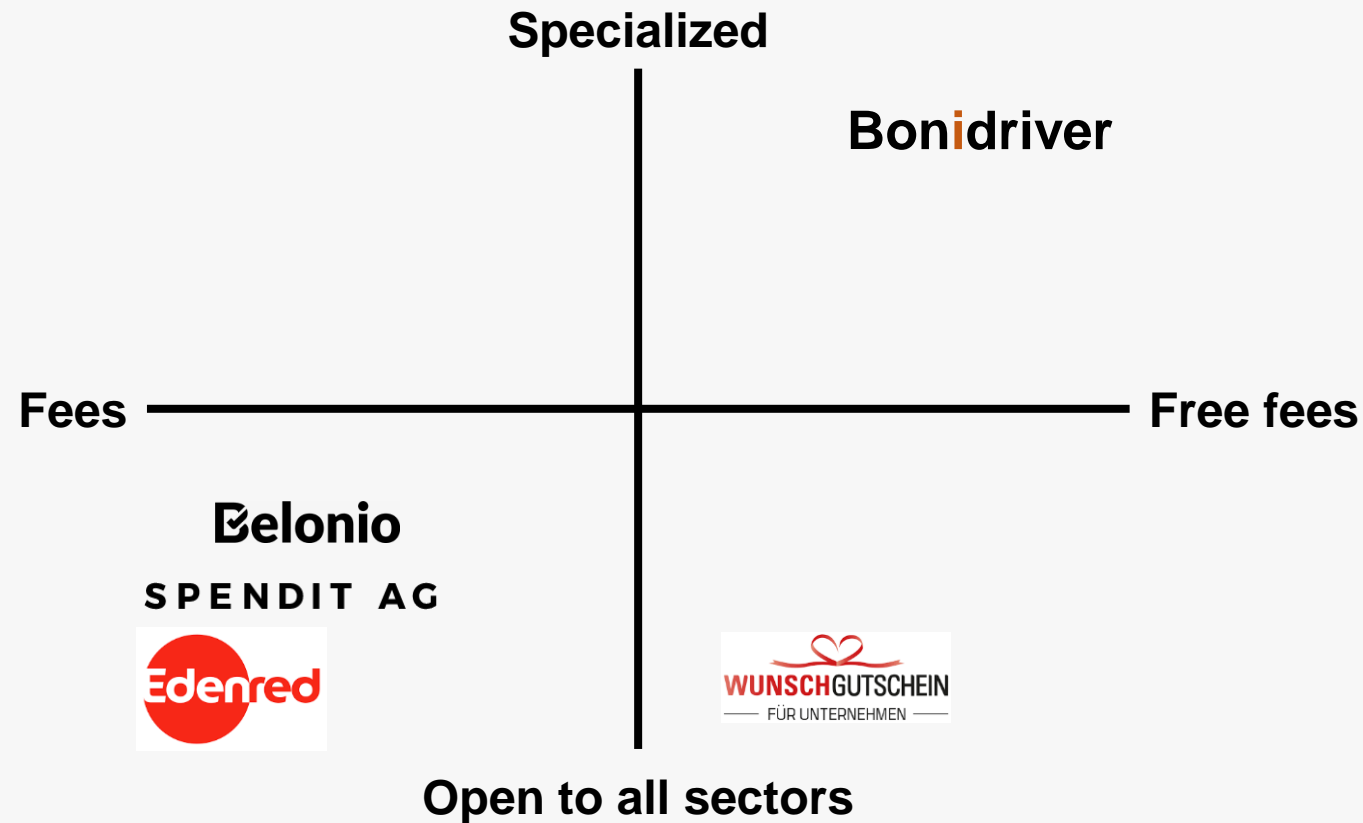 Specialized
Bonidriver
Fees
Free fees
Belonio
SPENDIT AG
Edenred
WUNSCHGUTSCHEIN
FÜR UNTERNEHMEN
Open to all sectors